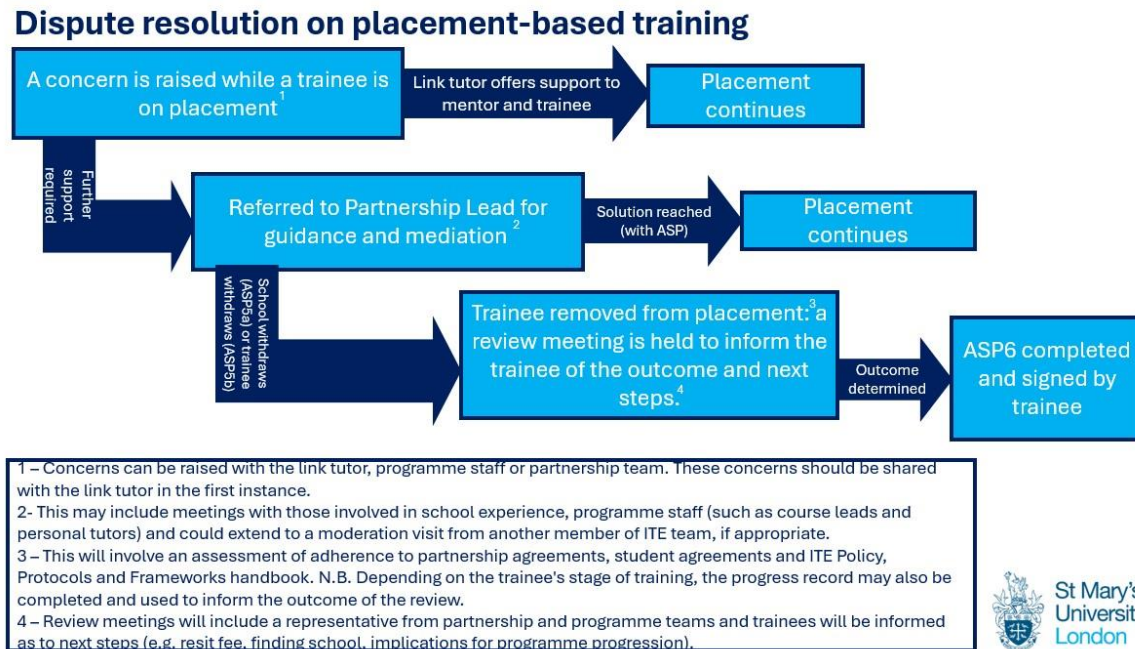 Dispute resolution on placement-based training
A concern is raised while a trainee is
on placement1
Link tutor offers support to
mentor and trainee
Placement
continues
Further
support
required
Referred to Partnership Lead for
guidance and mediation 2
Solution reached
(with ASP)
Placement
continues
School withdraws
(ASP5a) or trainee
withdraws (ASP5b)
Trainee removed from placement:3a
review meeting is held to inform the
trainee of the outcome and next
steps.4
Outcome
determined
ASP6 completed
and signed by
trainee
1 – Concerns can be raised with the link tutor, programme staff or partnership team. These concerns should be shared
with the link tutor in the first instance.
2- This may include meetings with those involved in school experience, programme staff (such as course leads and
personal tutors) and could extend to a moderation visit from another member of ITE team, if appropriate.
3 – This will involve an assessment of adherence to partnership agreements, student agreements and ITE Policy,
Protocols and Frameworks handbook. N.B. Depending on the trainee's stage of training, the progress record may also be
completed and used to inform the outcome of the review.
4 – Review meetings will include a representative from partnership and programme teams and trainees will be informed
as to next steps (e.g. resit fee, finding school, implications for programme progression).
St Mary's
University
London